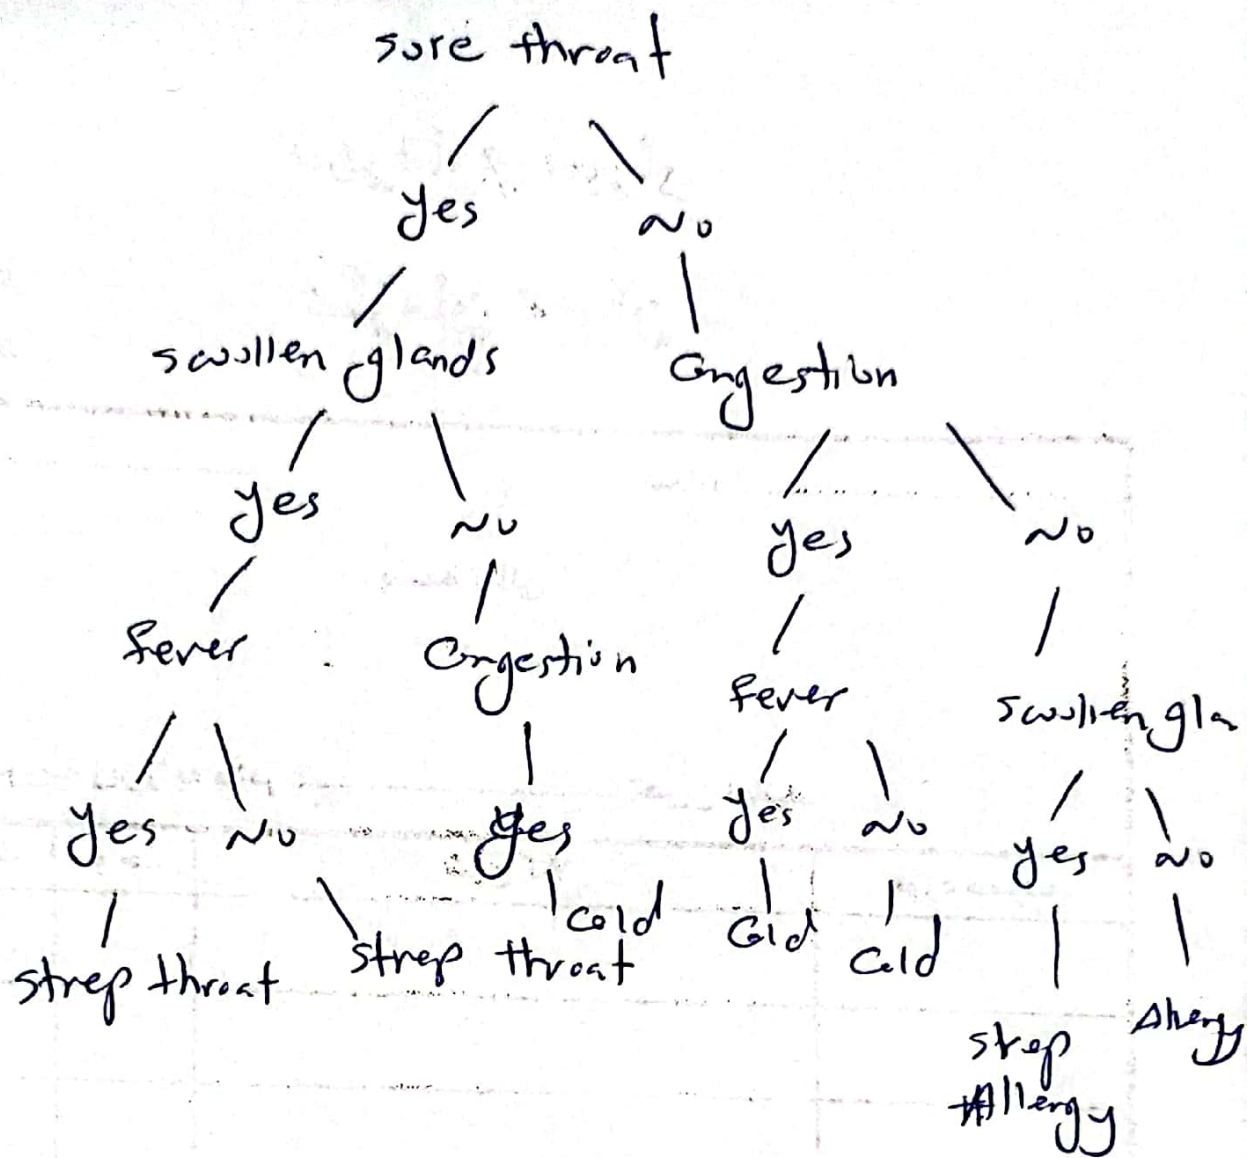 sore throat
yes No
swollen glands Congestion
yes No yes No
fever Congestion fever swollen gla
yes No yes yes No yes No
strep throat strep throat cold Cold Cold strep Allergy
+Allergy